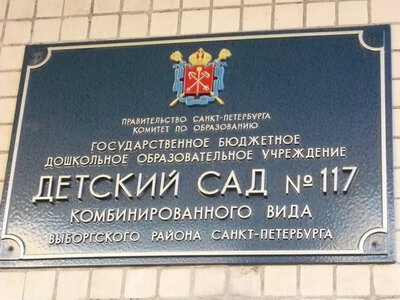 ПРАВИТЕЛЬСТВО САНКТ-ПЕТЕРБУРГА
КОМИТЕТ ПО ОБРАЗОВАНИЮ
ГОСУДАРСТВЕННОЕ БЮДЖЕТНОЕ
ДОШКОЛЬНОЕ ОБРАЗОВАТЕЛЬНОЕ УЧРЕЖДЕНИЕ
ДЕТСКИЙ САД № 117
КОМБИНИРОВАННОГО ВИДА
ВЫБОРГСКОГО РАЙОНА САНКТ-ПЕТЕРБУРГА